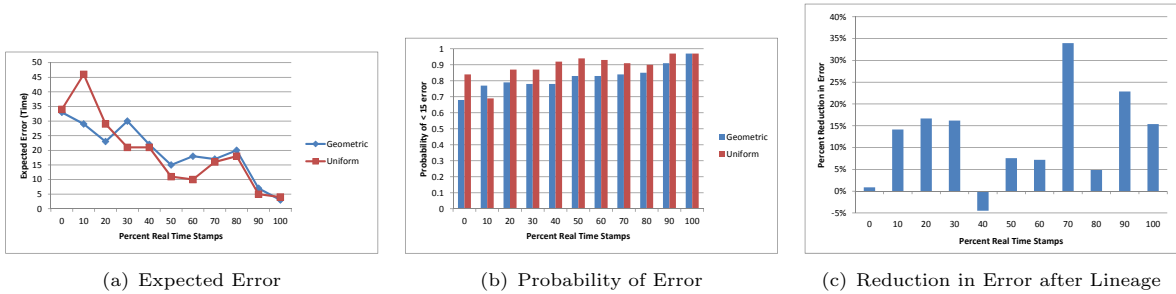 50
45
40
35
30
25
20
15
10
5
0
Expected Error (Time)
0 10 20 30 40 50 60 70 80 90 100
Percent Real Time Stamps
Geometric
Uniform
(a) Expected Error
1
0.9
0.8
0.7
0.6
0.5
0.4
0.3
0.2
0.1
0
Probability of < 15 error
0 10 20 30 40 50 60 70 80 90 100
Percent Real Time Stamps
Geometric
Uniform
(b) Probability of Error
40%
35%
30%
25%
20%
15%
10%
5%
0%
-5%
Percent Reduction in Error
0 10 20 30 40 50 60 70 80 90 100
Percent Real Time Stamps
(c) Reduction in Error after Lineage